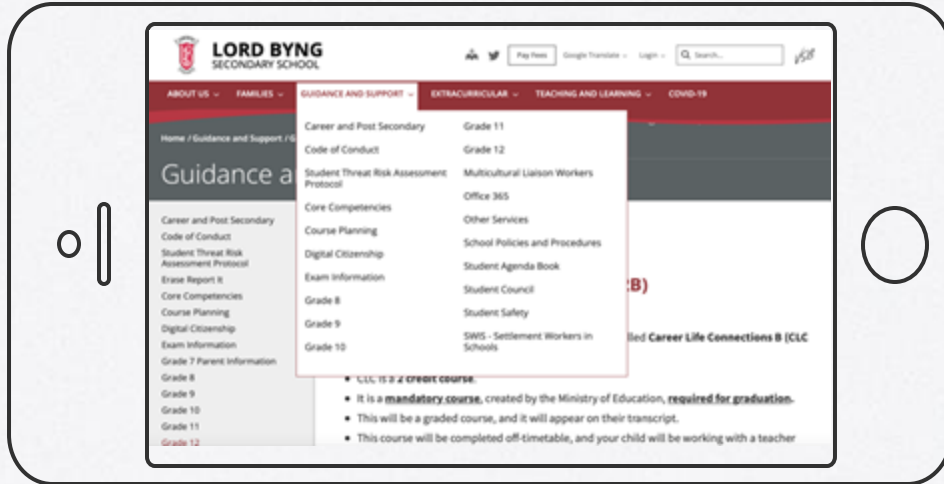 LORD BYNG
SECONDARY SCHOOL
Pay Fees
Google Translate
Login
Search...
VSB
ABOUT US
FAMILIES
GUIDANCE AND SUPPORT
EXTRACURRICULAR
TEACHING AND LEARNING
COVID-19
Home / Guidance and Support / G
Guidance a
Career and Post Secondary
Code of Conduct
Student Threat Risk Assessment
Protocol
Core Competencies
Course Planning
Digital Citizenship
Exam Information
Grade 8
Grade 9
Grade 10
Grade 11
Grade 12
Multicultural Liaison Workers
Office 365
Other Services
School Policies and Procedures
Student Agenda Book
Student Council
Student Safety
SWIS - Settlement Workers in
Schools
Career and Post Secondary
Code of Conduct
Student Threat Risk
Assessment Protocol
Erase Report it
Core Competencies
Course Planning
Digital Citizenship
Exam Information
Grade 7 Parent Information
Grade 8
Grade 9
Grade 10
Grade 11
Grade 12
B)
lled Career Life Connections B (CLC
CLC is a 2 credit course.
It is a mandatory course, created by the Ministry of Education, required for graduation.
This will be a graded course, and it will appear on their transcript.
This course will be completed off-timetable, and your child will be working with a teacher